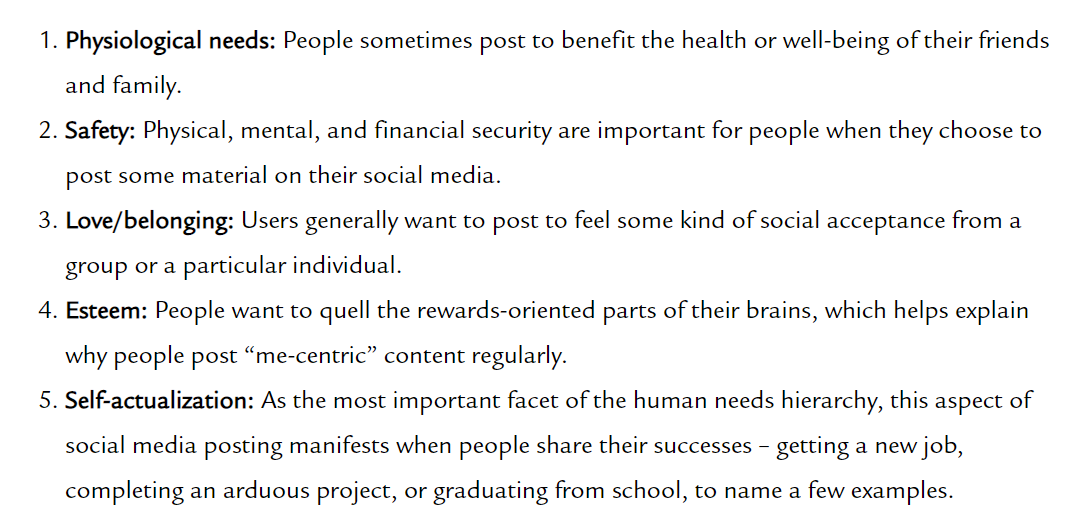 1. Physiological needs: People sometimes post to benefit the health or well-being of their friends
and family.
2. Safety: Physical, mental, and financial security are important for people when they choose to
post some material on their social media.
3. Love/belonging: Users generally want to post to feel some kind of social acceptance from a
group or a particular individual.
4. Esteem: People want to quell the rewards-oriented parts of their brains, which helps explain
why people post “me-centric” content regularly.
5. Self-actualization: As the most important facet of the human needs hierarchy, this aspect of
social media posting manifests when people share their successes – getting a new job,
completing an arduous project, or graduating from school, to name a few examples.